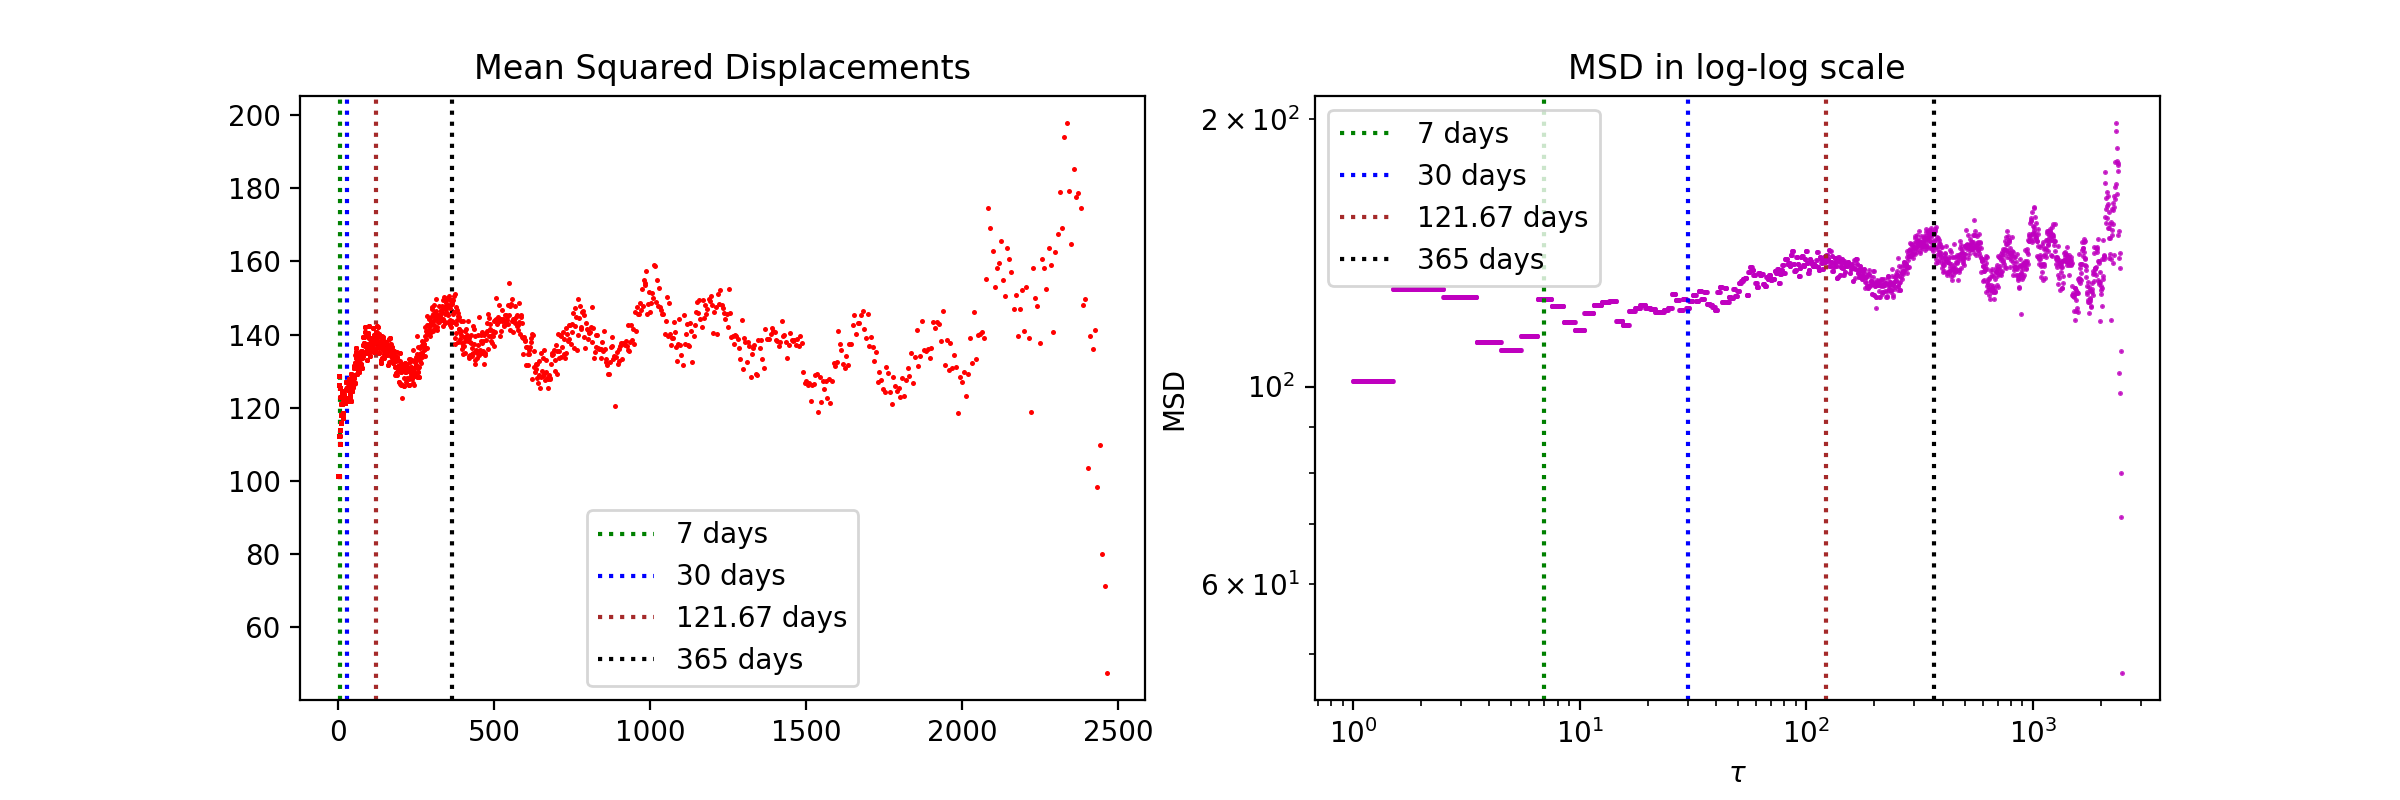 Mean Squared Displacements
200
180
160
140
120
100
80
60
0
500
1000
1500
2000
2500
7 days
30 days
121.67 days
365 days
MSD in log-log scale
2 × 10²
10²
6 × 10¹
MSD
10⁰
10¹
10²
10³
τ
7 days
30 days
121.67 days
365 days